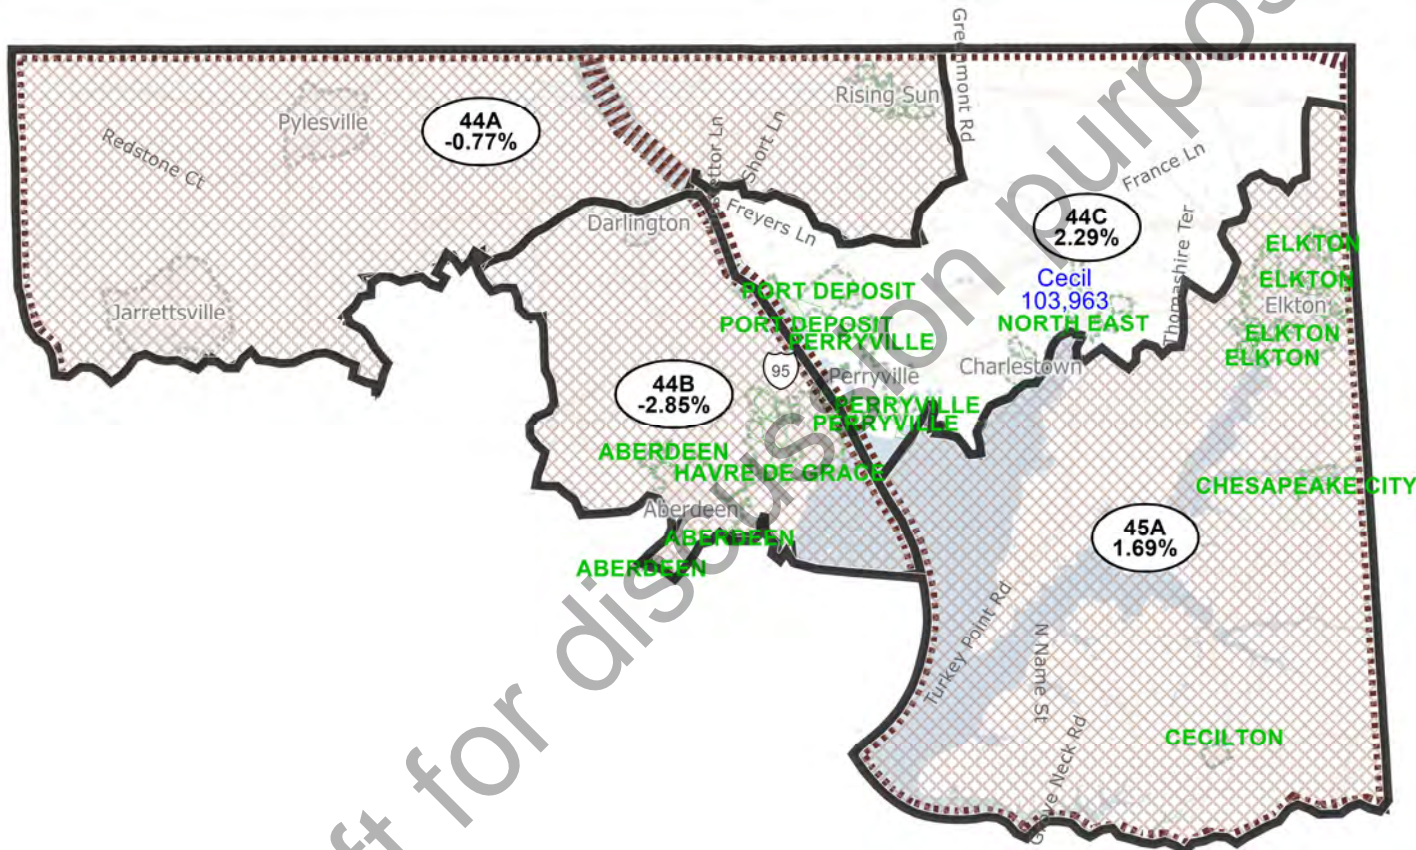 Greenmont Rd
Rising Sun
Pylesville
44A
-0.77%
Redstone Ct
Short Ln
France Ln
Darlington
Freyers Ln
44C
2.29%
Thomashire Ter
ELKTON
Cecil
103,963
ELKTON
Elkton
PORT DEPOSIT
Jarrettsville
PORT DEPOSIT
NORTH EAST
ELKTON
PERRYVILLE
ELKTON
95
Perryville
Charlestown
44B
-2.85%
PERRYVILLE
PERRYVILLE
ABERDEEN
HAVRE DE GRACE
CHESAPEAKE CITY
Aberdeen
45A
1.69%
ABERDEEN
ABERDEEN
Turkey Point Rd
N Name St
CECILTON
Grove Neck Rd
ft for discussion purpos